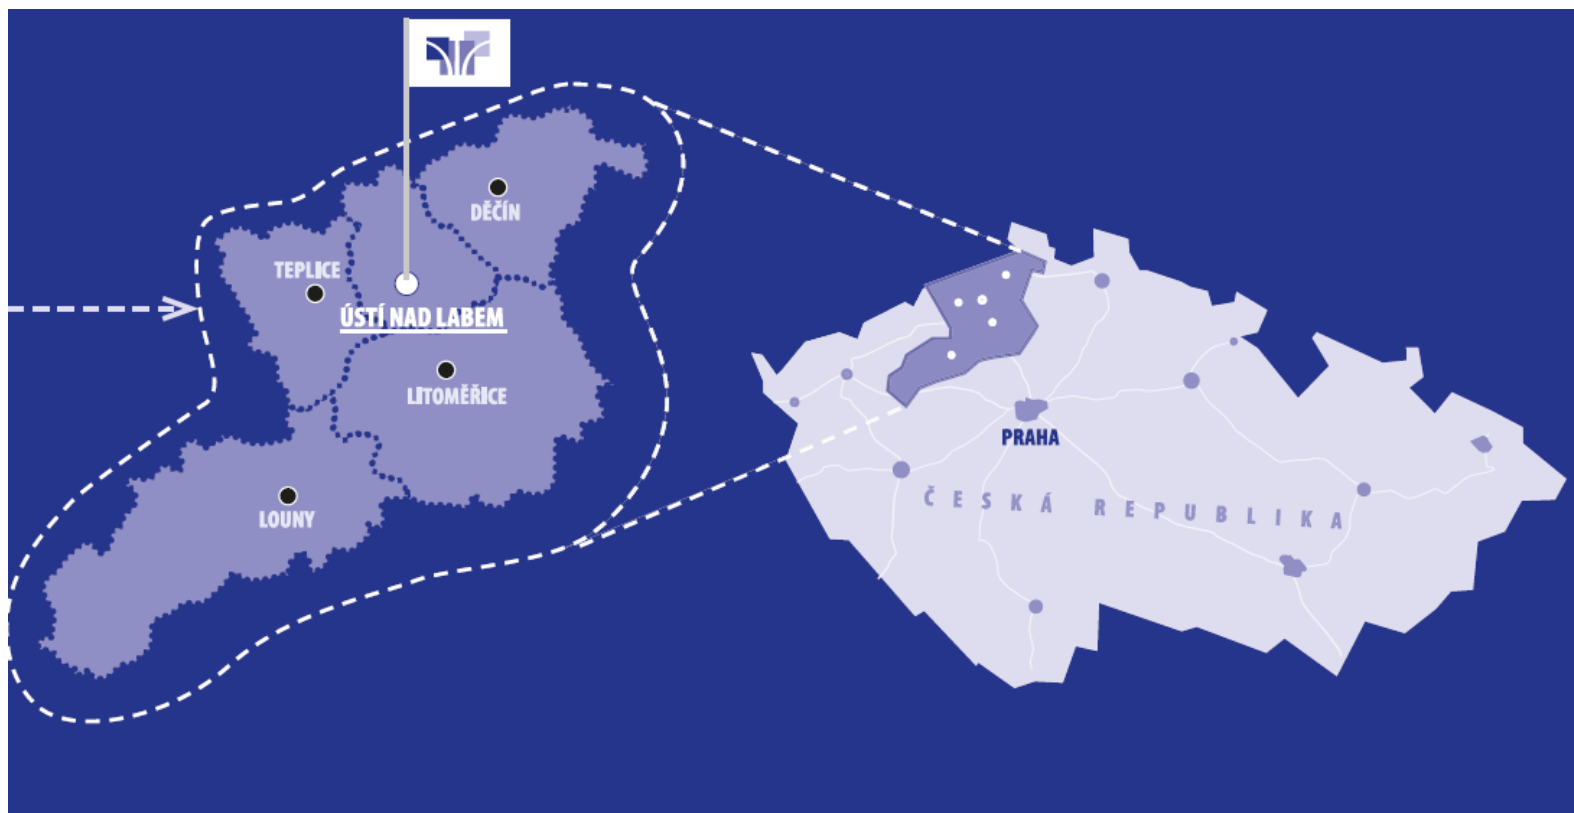 DĚČÍN
TEPLICE
ÚSTÍ NAD LABEM
LITOMĚŘICE
LOUNY
PRAHA
ČESKÁ REPUBLIKA